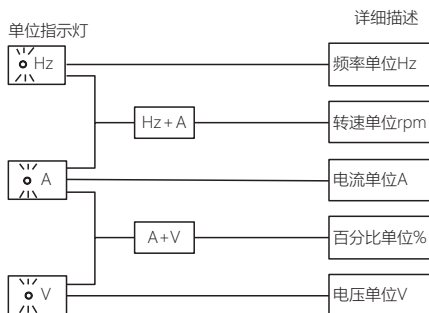 详细描述
单位指示灯
Hz
频率单位Hz
Hz+A
转速单位rpm
A
电流单位A
A+V
百分比单位%
V
电压单位V